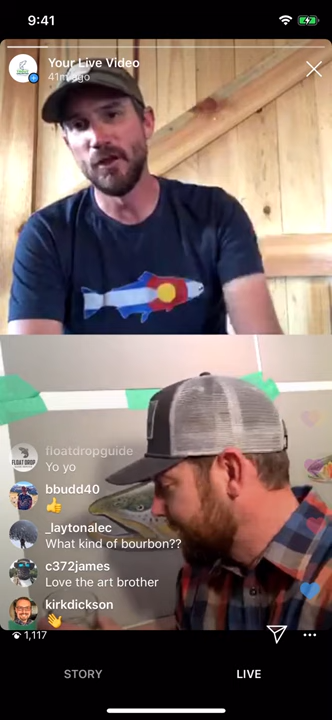 9:41
Your Live Video
41m ago
floatdropguide
Yo yo
bbudd40
👍
_laytonalec
What kind of bourbon??
c372james
Love the art brother
kirkdickson
👋
1,117
STORY
LIVE